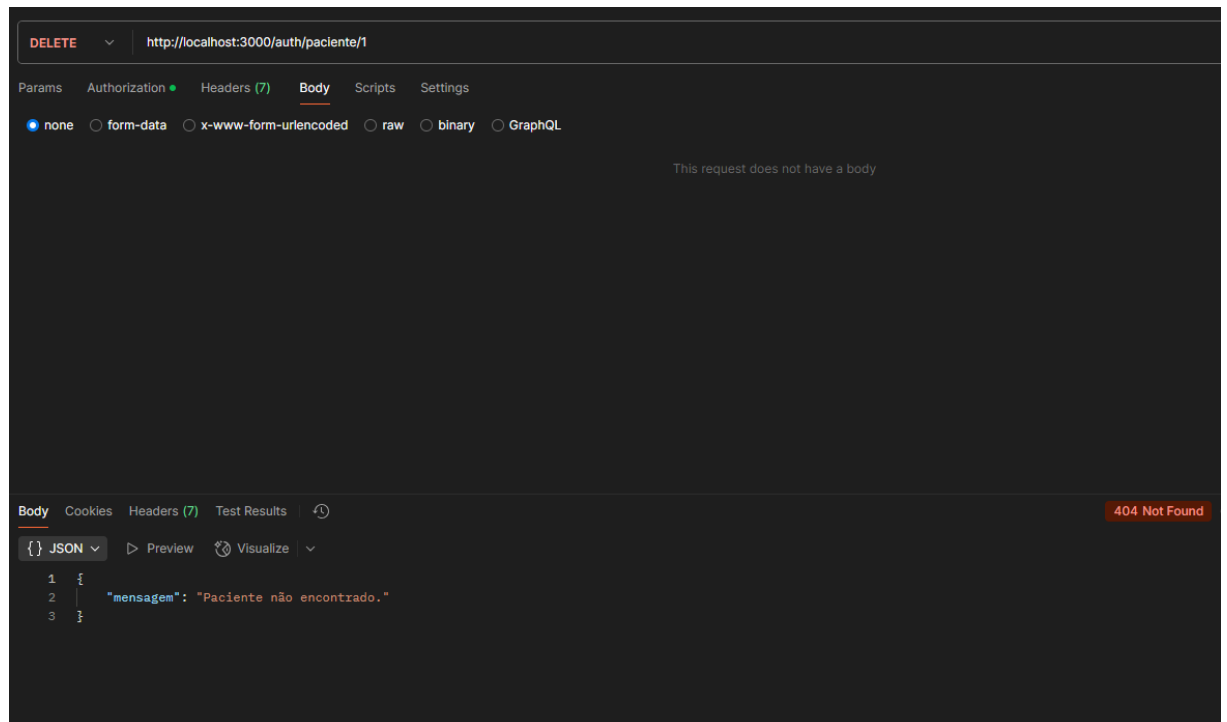 DELETE http://localhost:3000/auth/paciente/1
Params Authorization Headers (7) Body Scripts Settings
none form-data x-www-form-urlencoded raw binary GraphQL
This request does not have a body
Body Cookies Headers (7) Test Results 404 Not Found
{} JSON Preview Visualize
1 {
2 "mensagem": "Paciente não encontrado."
3 }